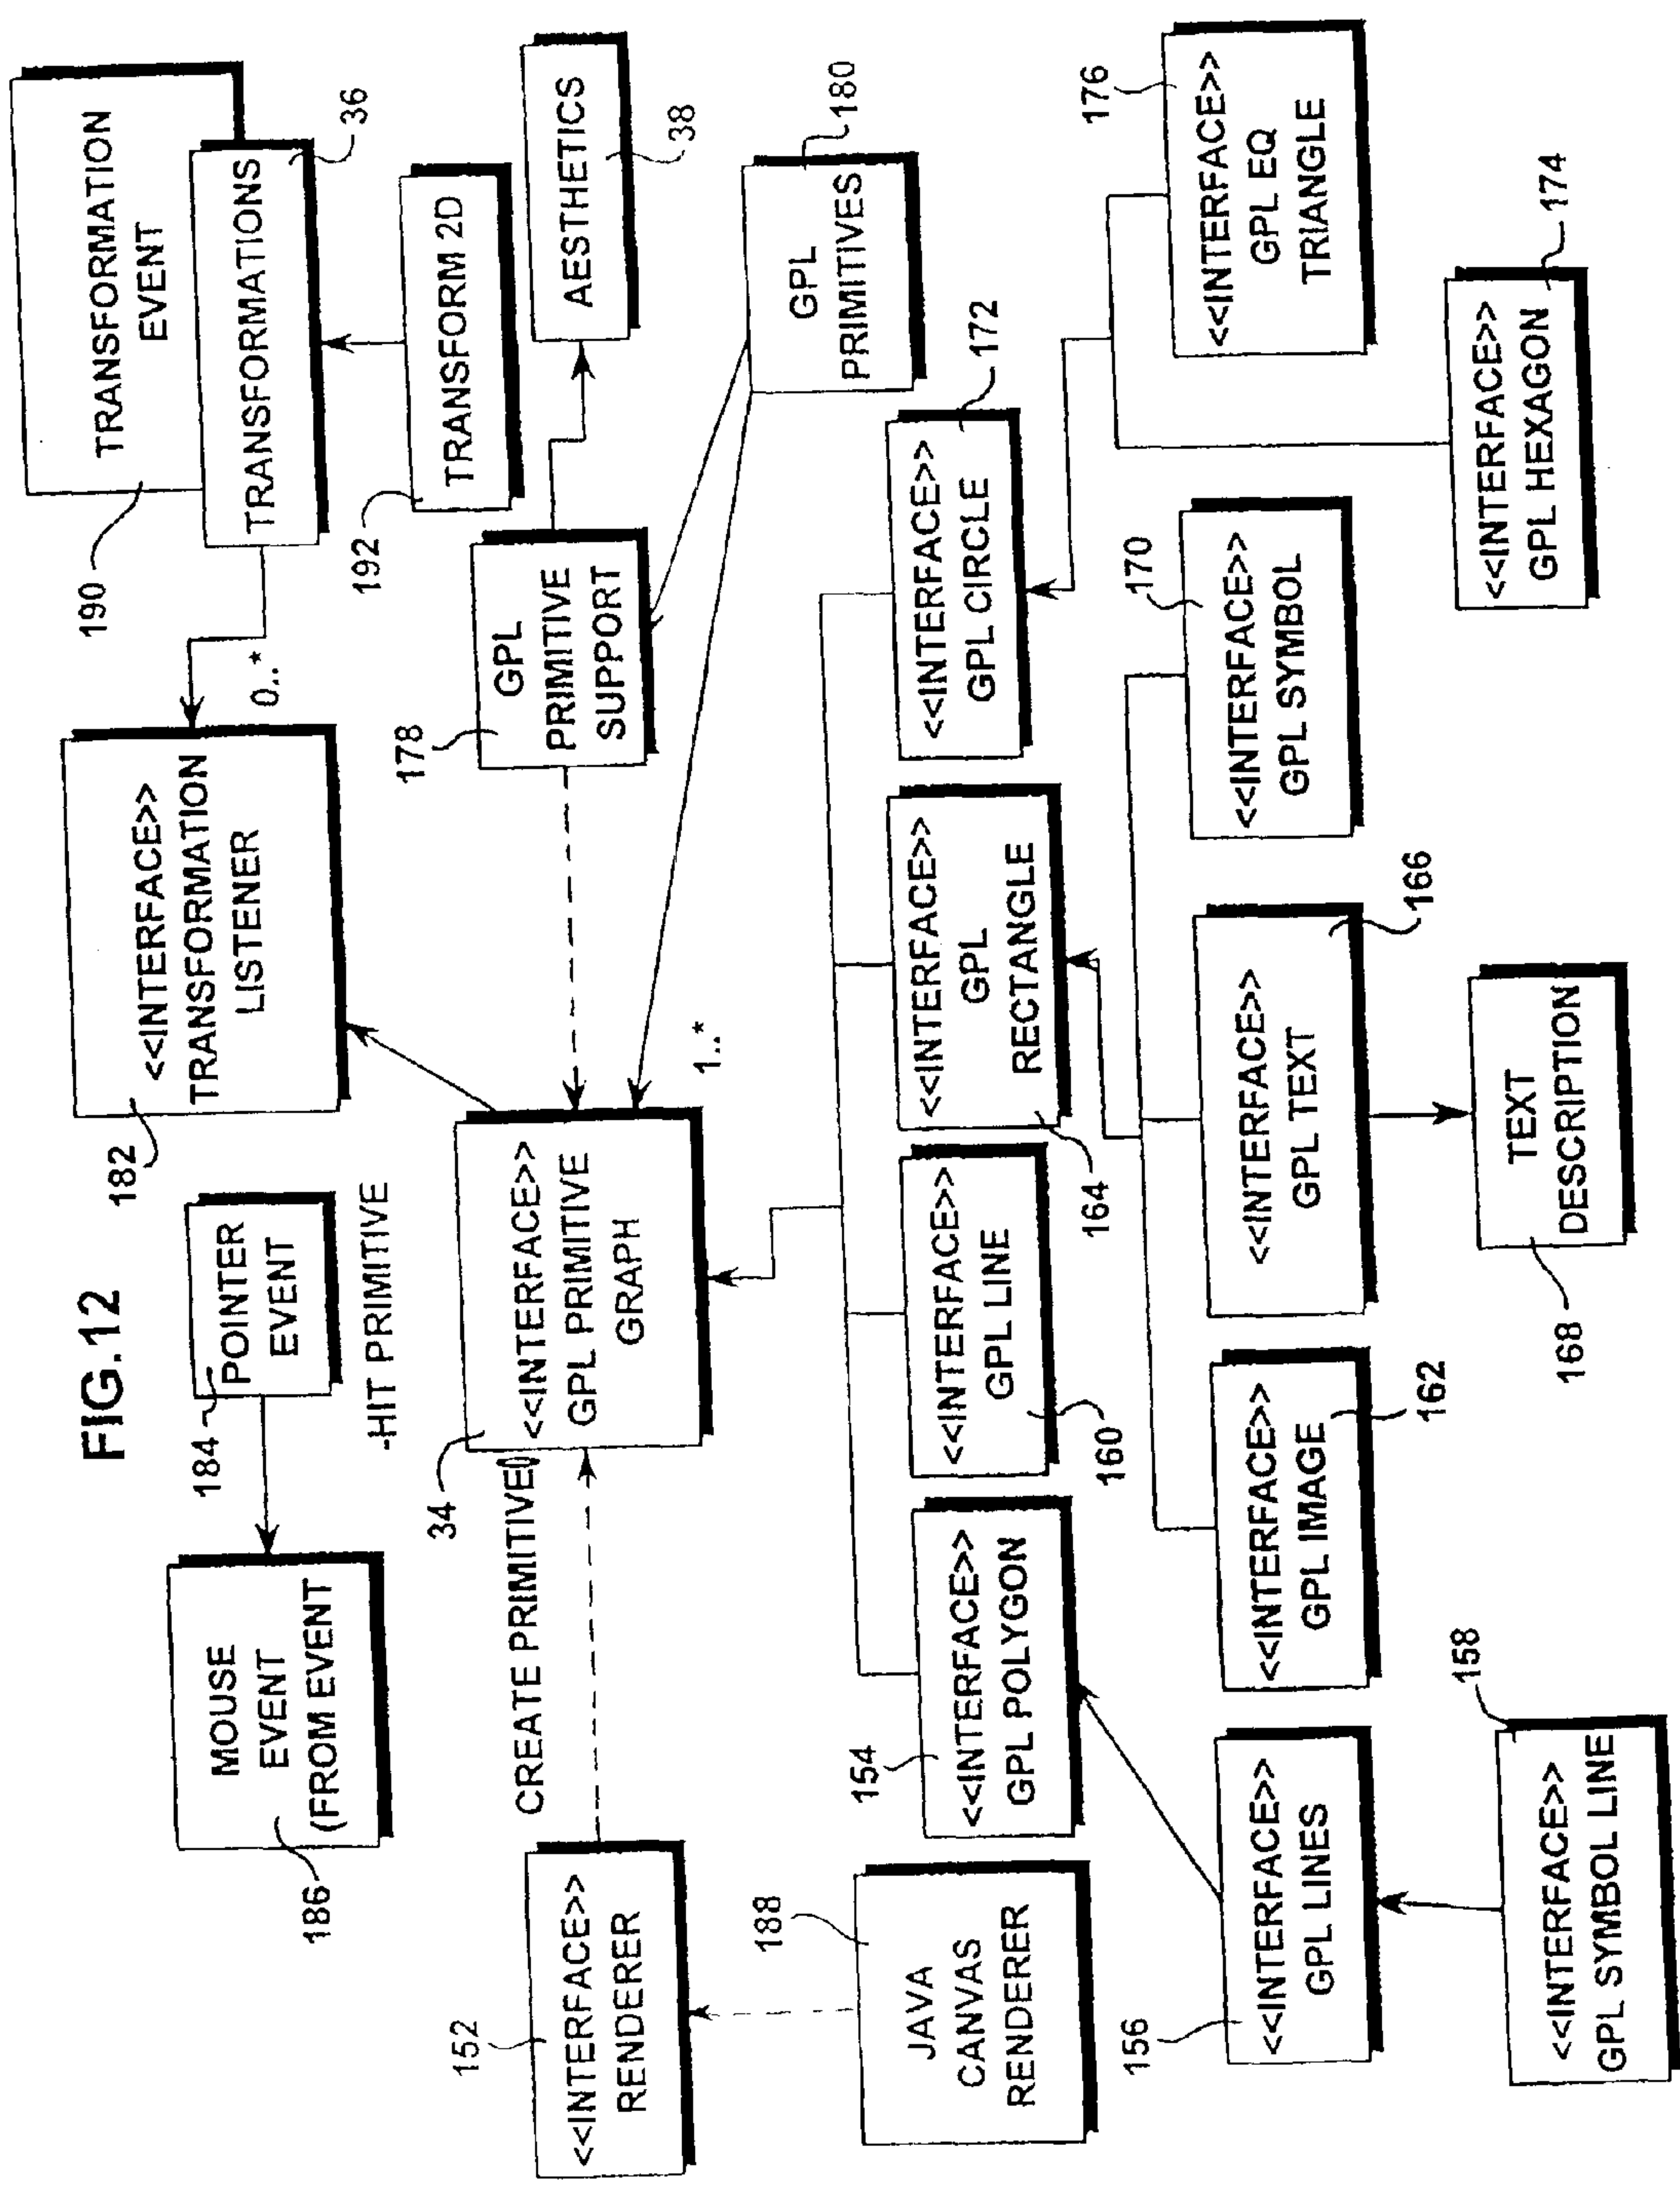 FIG.12
186
MOUSE
EVENT
(FROM EVENT)
184
POINTER
EVENT
-HIT PRIMITIVE
182
<<INTERFACE>>
TRANSFORMATION
LISTENER
0..*
190
TRANSFORMATION
EVENT
TRANSFORMATIONS
36
192
TRANSFORM 2D
152
<<INTERFACE>>
RENDERER
CREATE PRIMITIVE()
34
<<INTERFACE>>
GPL PRIMITIVE
GRAPH
1..*
178
GPL
PRIMITIVE
SUPPORT
AESTHETICS
38
GPL
PRIMITIVES
180
188
JAVA
CANVAS
RENDERER
154
<<INTERFACE>>
GPL POLYGON
<<INTERFACE>>
GPL LINE
160
<<INTERFACE>>
GPL
RECTANGLE
164
<<INTERFACE>>
GPL CIRCLE
172
156
<<INTERFACE>>
GPL LINES
<<INTERFACE>>
GPL IMAGE
162
<<INTERFACE>>
GPL TEXT
166
<<INTERFACE>>
GPL SYMBOL
170
<<INTERFACE>>
GPL EQ
TRIANGLE
176
158
<<INTERFACE>>
GPL SYMBOL LINE
168
TEXT
DESCRIPTION
<<INTERFACE>>
GPL HEXAGON
174